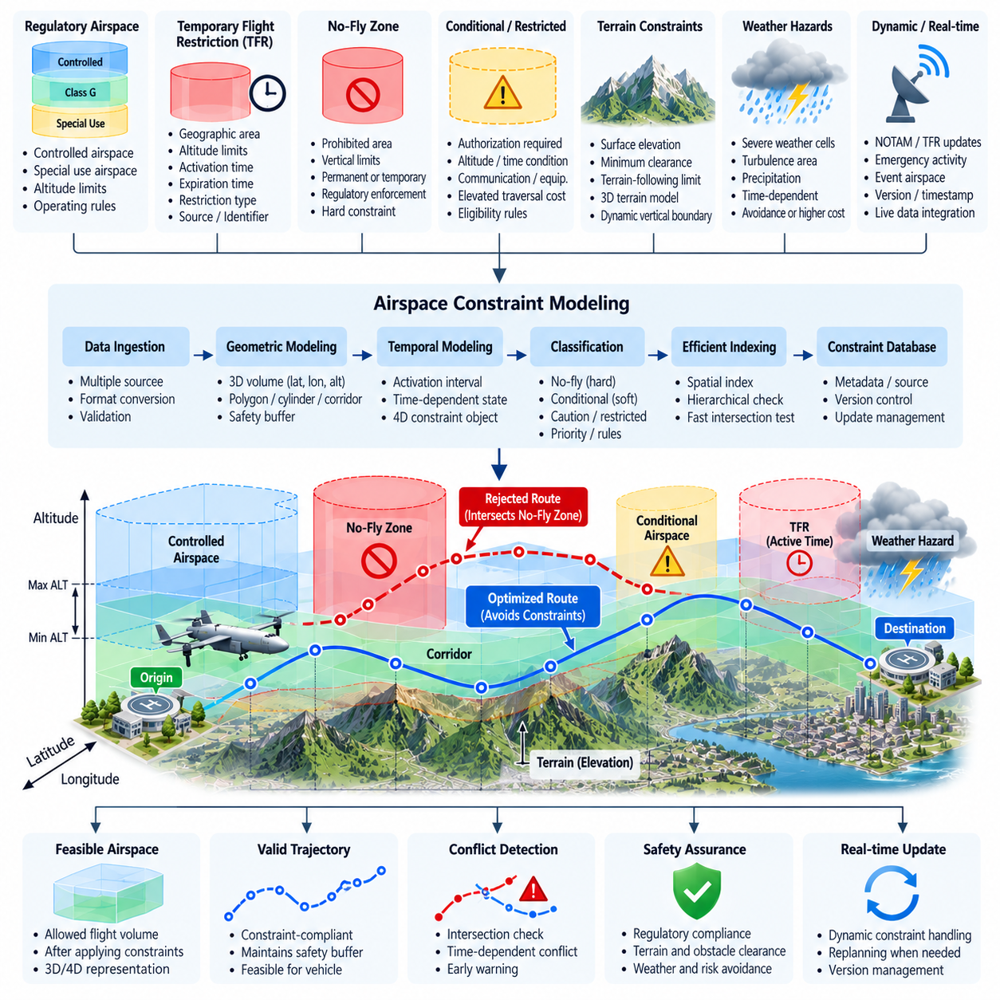 Regulatory Airspace
Controlled
Class G
Special Use
• Controlled airspace
• Special use airspace
• Altitude limits
• Operating rules
Temporary Flight
Restriction (TFR)
• Geographic area
• Altitude limits
• Activation time
• Expiration time
• Restriction type
• Source / Identifier
No-Fly Zone
• Prohibited area
• Vertical limits
• Permanent or temporary
• Regulatory enforcement
• Hard constraint
Conditional / Restricted
• Authorization required
• Altitude / time condition
• Communication / equip.
• Elevated traversal cost
• Eligibility rules
Terrain Constraints
• Surface elevation
• Minimum clearance
• Terrain-following limit
• 3D terrain model
• Dynamic vertical boundary
Weather Hazards
• Severe weather cells
• Turbulence area
• Precipitation
• Time-dependent
• Avoidance or higher cost
Dynamic / Real-time
• NOTAM / TFR updates
• Emergency activity
• Event airspace
• Version / timestamp
• Live data integration
Airspace Constraint Modeling
Data Ingestion
• Multiple sourcee
• Format conversion
• Validation
Geometric Modeling
• 3D volume (lat, lon, alt)
• Polygon / cylinder / corridor
• Safety buffer
Temporal Modeling
• Activation interval
• Time-dependent state
• 4D constraint object
Classification
• No-fly (hard)
• Conditional (soft)
• Caution / restricted
• Priority / rules
Efficient Indexing
• Spatial index
• Hierarchical check
• Fast intersection test
Constraint Database
• Metadata / source
• Version control
• Update management
Altitude
Max ALT
Min ALT
Latitude
Longitude
Controlled
Airspace
No-Fly Zone
Rejected Route
(Intersects No-Fly Zone)
Conditional
Airspace
TFR
(Active Time)
Weather Hazard
Optimized Route
(Avoids Constraints)
Corridor
Origin
H
Destination
H
Terrain (Elevation)
Feasible Airspace
• Allowed flight volume
• After applying constraints
• 3D/4D representation
Valid Trajectory
• Constraint-compliant
• Maintains safety buffer
• Feasible for vehicle
Conflict Detection
• Intersection check
• Time-dependent conflict
• Early warning
Safety Assurance
• Regulatory compliance
• Terrain and obstacle clearance
• Weather and risk avoidance
Real-time Update
• Dynamic constraint handling
• Replanning when needed
• Version management